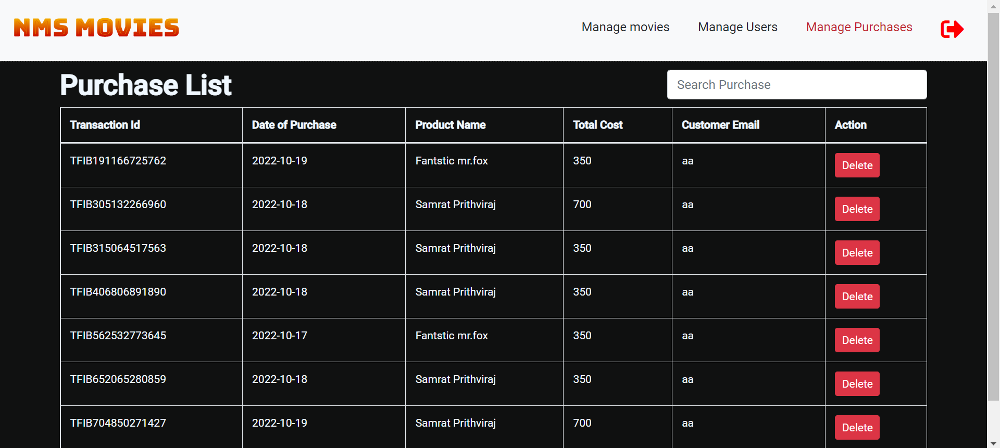 NMS MOVIES
Manage movies Manage Users Manage Purchases
Purchase List
Search Purchase
Transaction Id Date of Purchase Product Name Total Cost Customer Email Action
TFIB191166725762 2022-10-19 Fantstic mr.fox 350 aa Delete
TFIB305132266960 2022-10-18 Samrat Prithviraj 700 aa Delete
TFIB315064517563 2022-10-18 Samrat Prithviraj 350 aa Delete
TFIB406806891890 2022-10-18 Samrat Prithviraj 350 aa Delete
TFIB562532773645 2022-10-17 Fantstic mr.fox 350 aa Delete
TFIB652065280859 2022-10-18 Samrat Prithviraj 350 aa Delete
TFIB704850271427 2022-10-19 Samrat Prithviraj 700 aa Delete